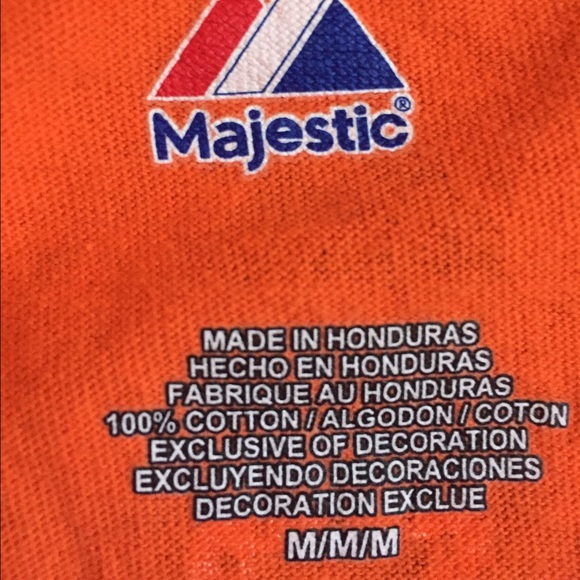 Majestic®
MADE IN HONDURAS
HECHO EN HONDURAS
FABRIQUE AU HONDURAS
100% COTTON / ALGODON / COTON
EXCLUSIVE OF DECORATION
EXCLUYENDO DECORACIONES
DECORATION EXCLUE
M/M/M